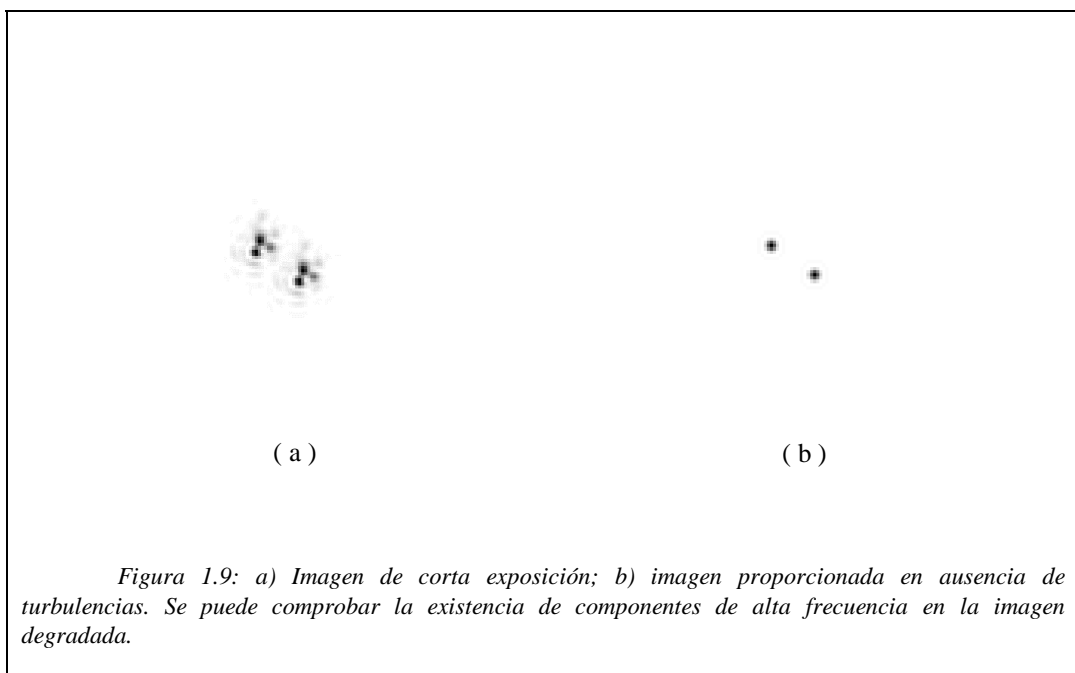 ( a ) ( b )
Figura 1.9: a) Imagen de corta exposición; b) imagen proporcionada en ausencia de
turbulencias. Se puede comprobar la existencia de componentes de alta frecuencia en la imagen
degradada.